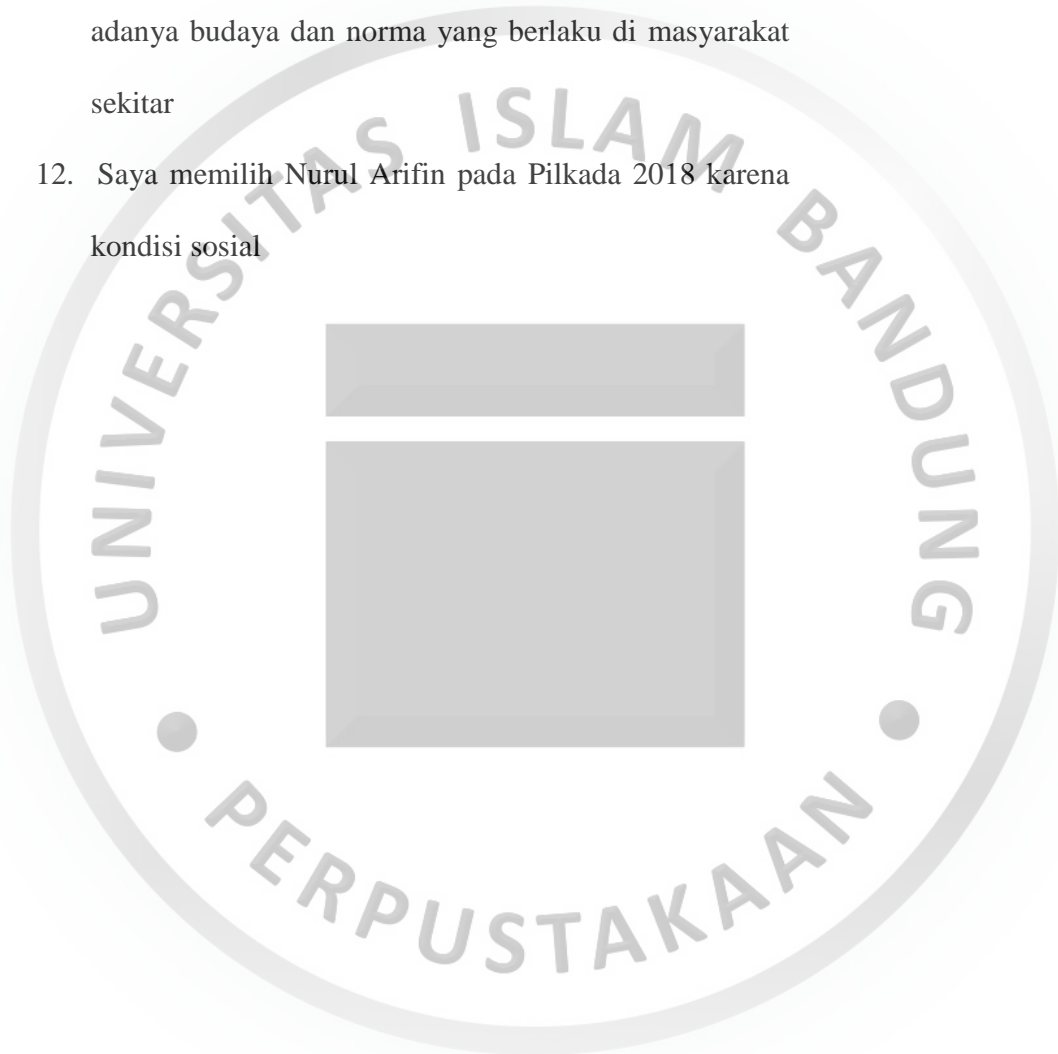 adanya budaya dan norma yang berlaku di masyarakat
sekitar
12. Saya memilih Nurul Arifin pada Pilkada 2018 karena
kondisi sosial
UNIVERSITAS ISLAM BANDUNG
PERPUSTAKAAN